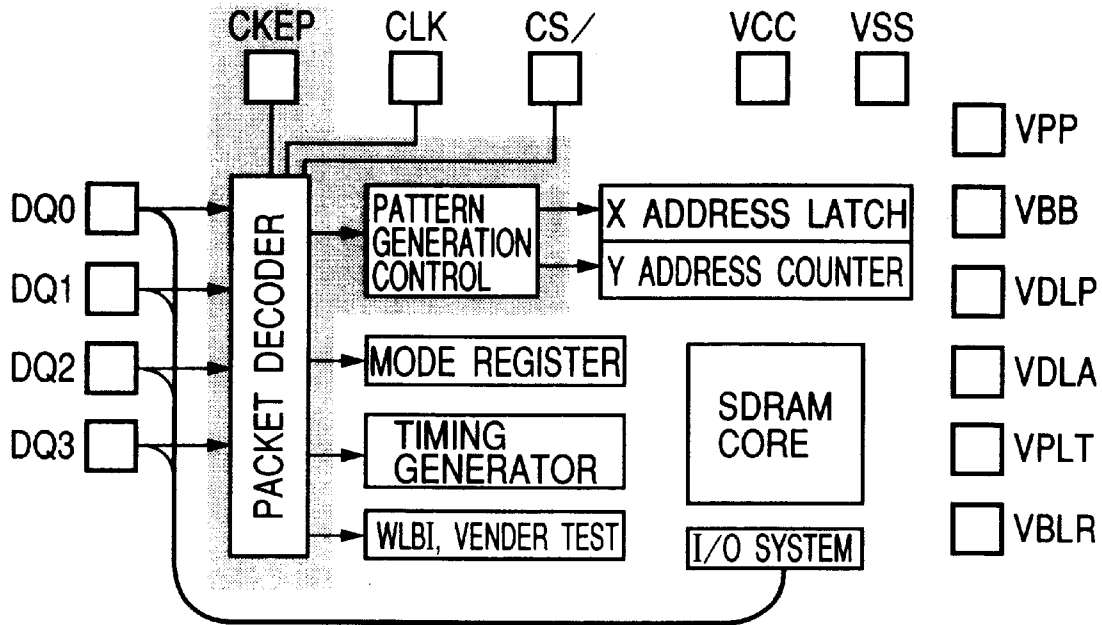 CKEP
CLK
CS/
VCC
VSS
VPP
VBB
VDLP
VDLA
VPLT
VBLR
DQ0
DQ1
DQ2
DQ3
PACKET DECODER
PATTERN
GENERATION
CONTROL
X ADDRESS LATCH
Y ADDRESS COUNTER
MODE REGISTER
TIMING
GENERATOR
WLBI, VENDER TEST
SDRAM
CORE
I/O SYSTEM